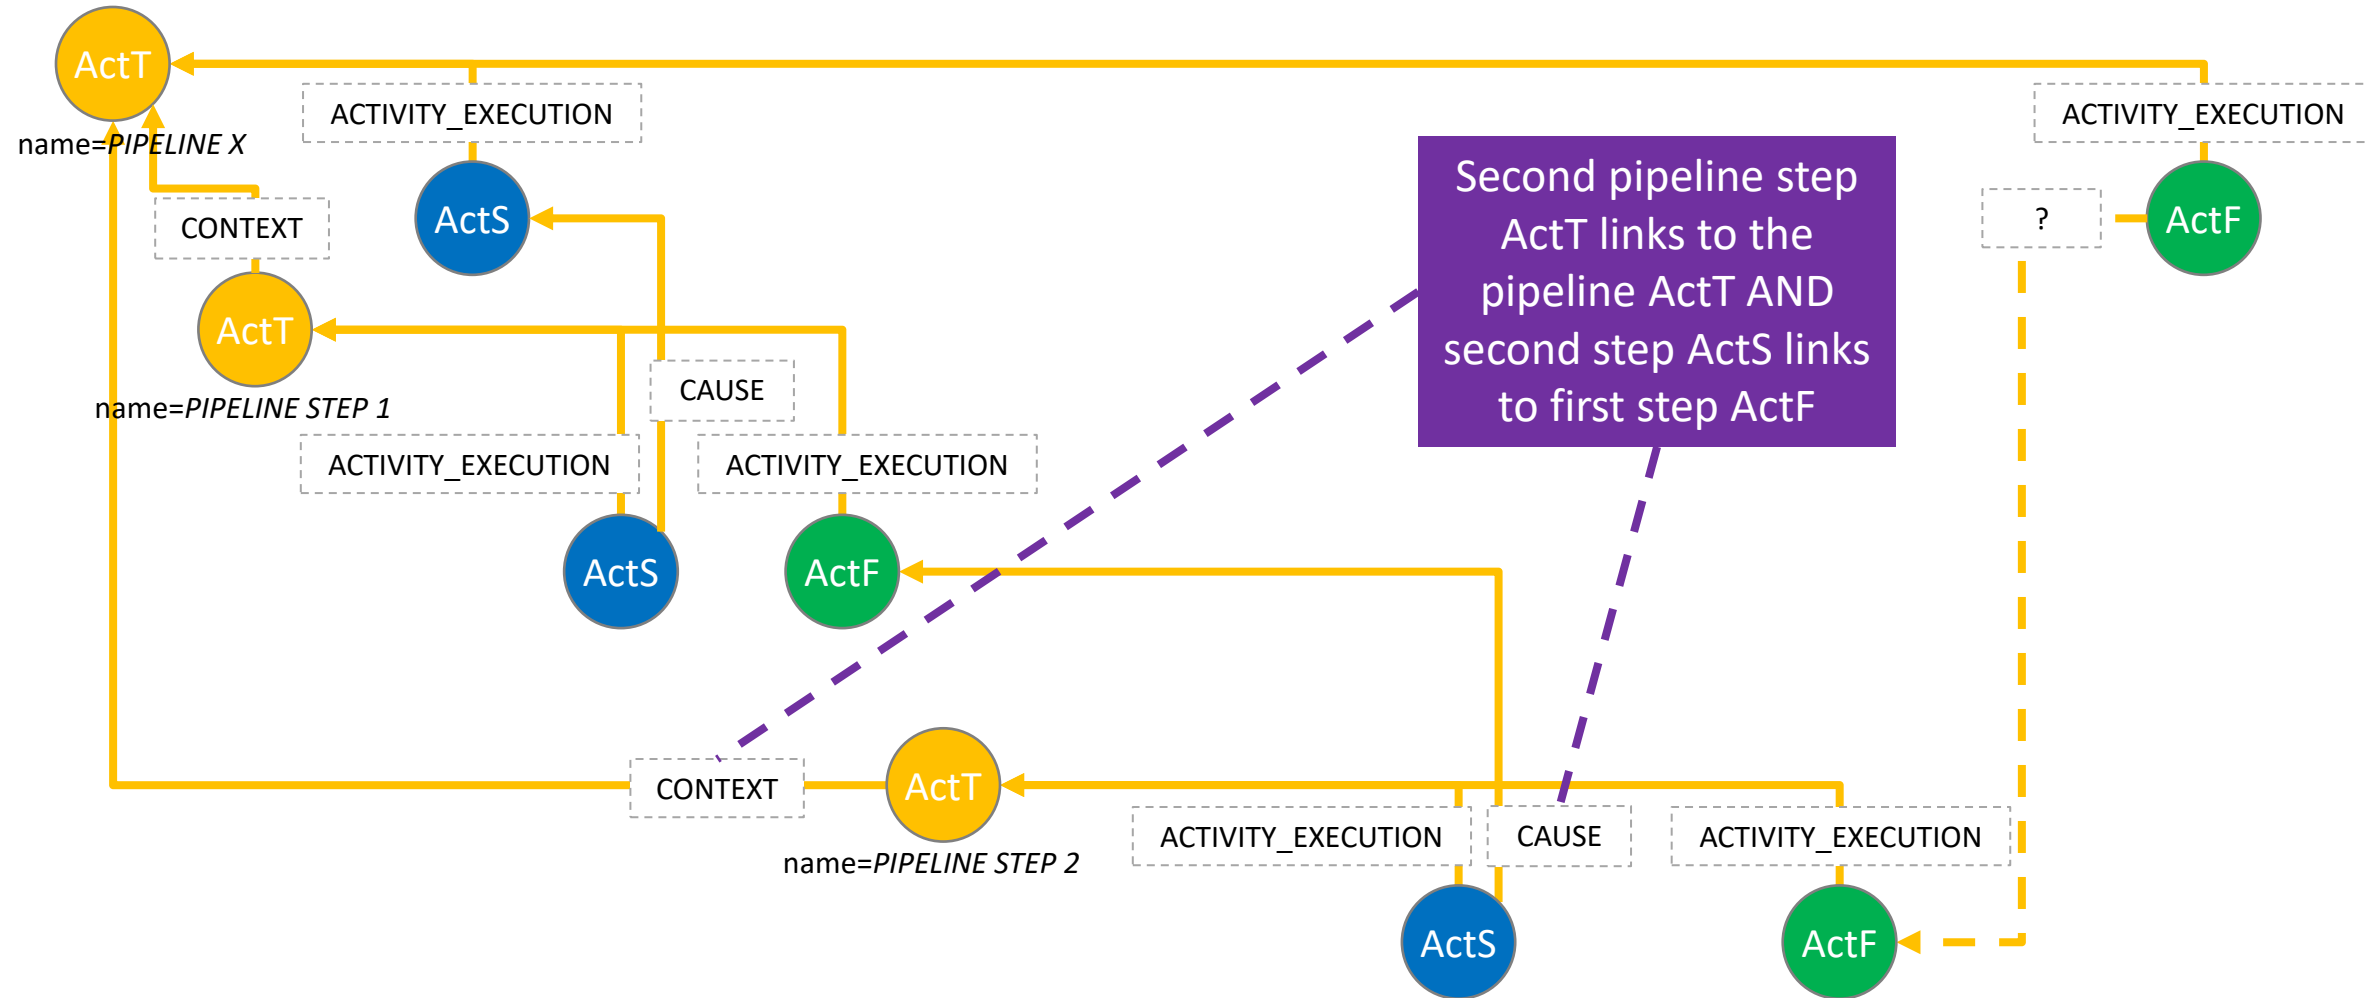 ActT
name=PIPELINE X
ACTIVITY_EXECUTION
ACTIVITY_EXECUTION
ActS
CONTEXT
?
ActF
Second pipeline step
ActT links to the
pipeline ActT AND
second step ActS links
to first step ActF
ActT
name=PIPELINE STEP 1
CAUSE
ACTIVITY_EXECUTION
ACTIVITY_EXECUTION
ActS
ActF
CONTEXT
ActT
name=PIPELINE STEP 2
ACTIVITY_EXECUTION
CAUSE
ACTIVITY_EXECUTION
ActS
ActF